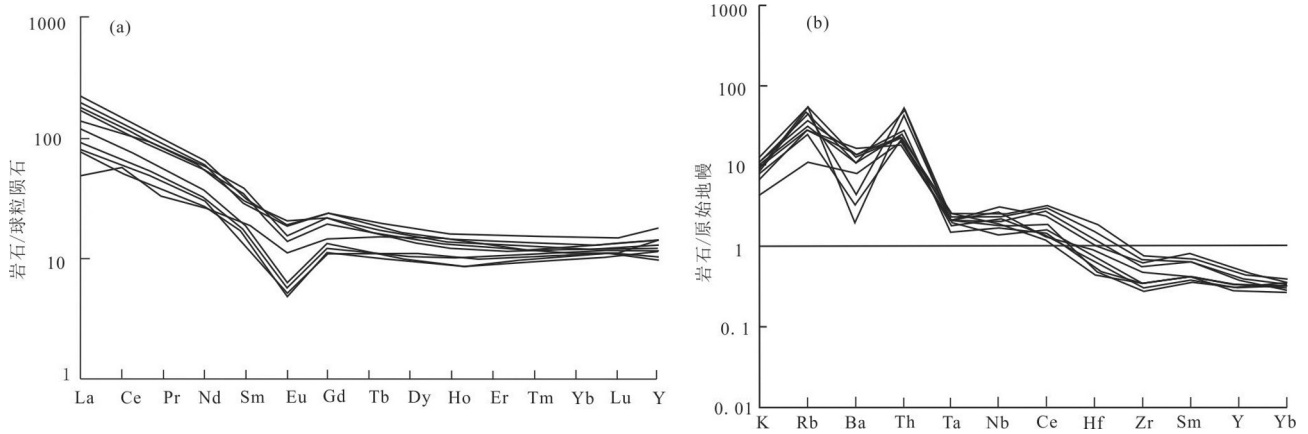 (a)
1000
100
10
1
岩石/球粒陨石
La Ce Pr Nd Sm Eu Gd Tb Dy Ho Er Tm Yb Lu Y
(b)
1000
100
10
1
0.1
0.01
岩石/原始地幔
K Rb Ba Th Ta Nb Ce Hf Zr Sm Y Yb